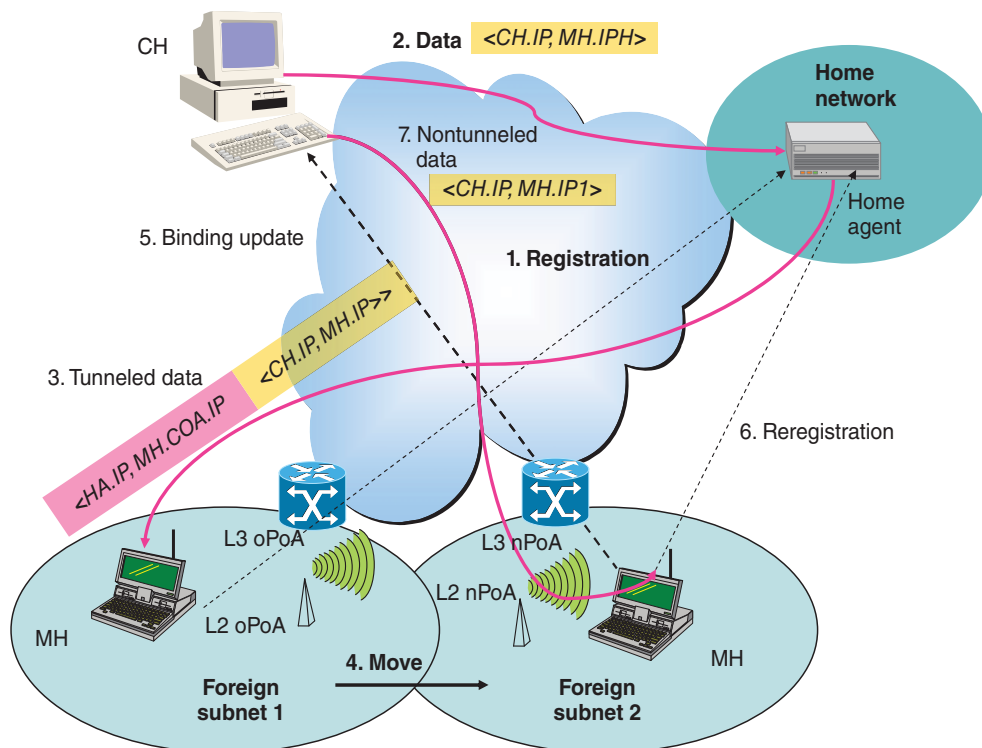 CH
2. Data <CH.IP, MH.IPH>
Home
network
7. Nontunneled
data
<CH.IP, MH.IP1>
Home
agent
5. Binding update
1. Registration
3. Tunneled data
<HA.IP, MH.COA.IP <CH.IP, MH.IP>>
6. Reregistration
L3 oPoA
L3 nPoA
L2 oPoA
L2 nPoA
MH
MH
4. Move
Foreign
subnet 1
Foreign
subnet 2